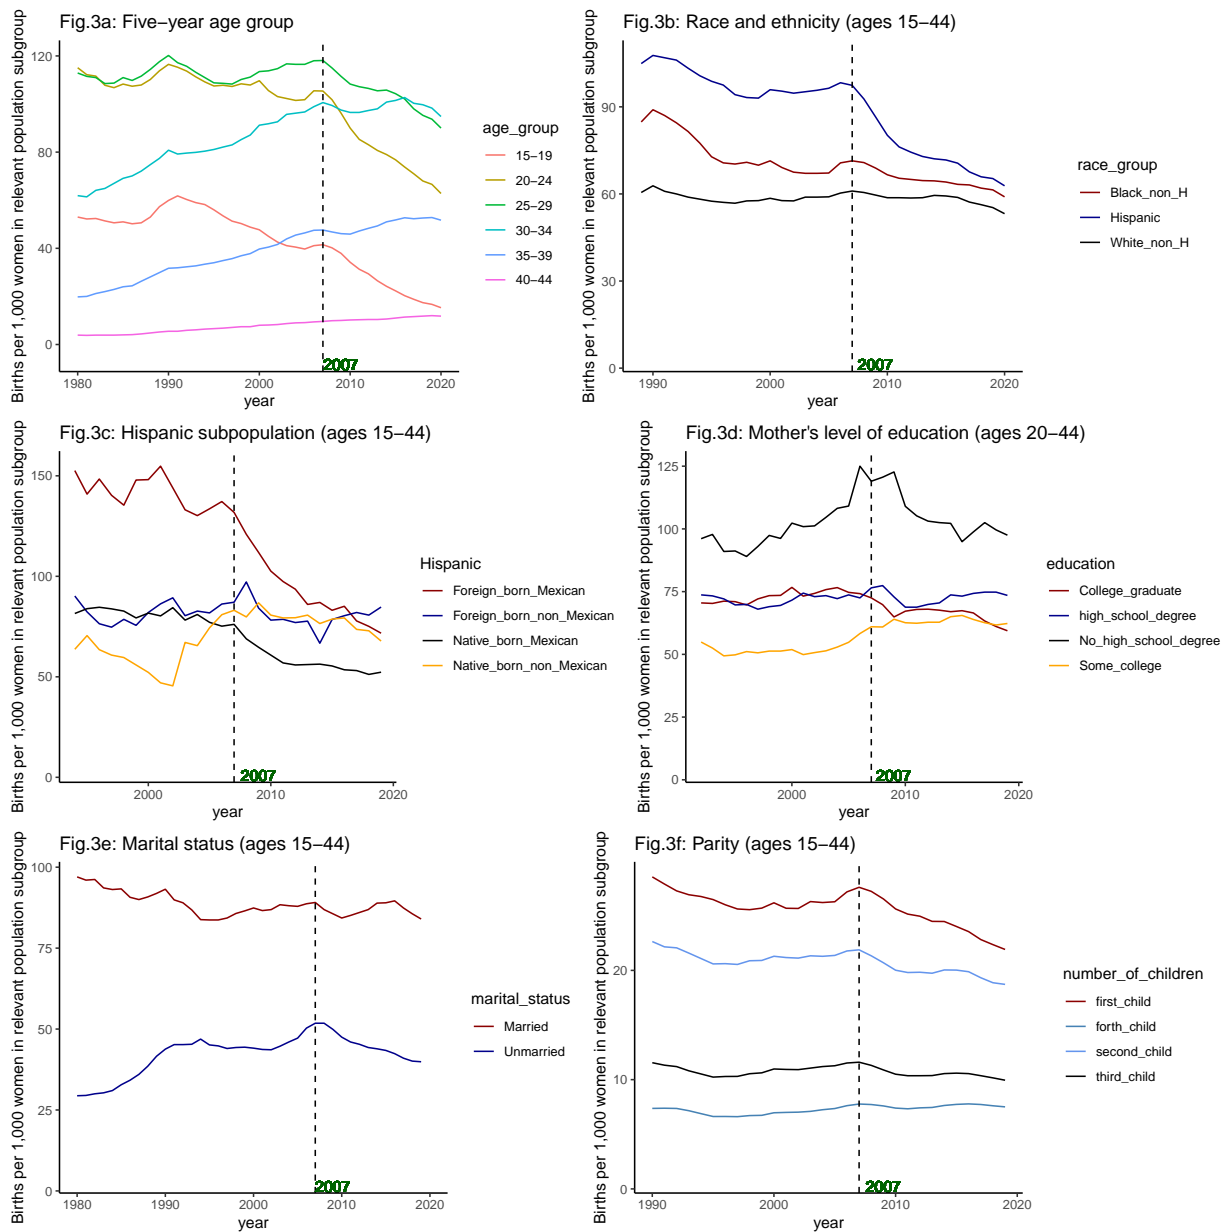 Fig.3a: Five−year age group
Births per 1,000 women in relevant population subgroup
120
80
40
0
1980
1990
2000
2010
2020
2007
year
age_group
15−19
20−24
25−29
30−34
35−39
40−44
Fig.3b: Race and ethnicity (ages 15−44)
Births per 1,000 women in relevant population subgroup
90
60
30
0
1990
2000
2010
2020
2007
year
race_group
Black_non_H
Hispanic
White_non_H
Fig.3c: Hispanic subpopulation (ages 15−44)
Births per 1,000 women in relevant population subgroup
150
100
50
0
2000
2010
2020
2007
year
Hispanic
Foreign_born_Mexican
Foreign_born_non_Mexican
Native_born_Mexican
Native_born_non_Mexican
Fig.3d: Mother's level of education (ages 20−44)
Births per 1,000 women in relevant population subgroup
125
100
75
50
25
0
2000
2010
2020
2007
year
education
College_graduate
high_school_degree
No_high_school_degree
Some_college
Fig.3e: Marital status (ages 15−44)
Births per 1,000 women in relevant population subgroup
100
75
50
25
0
1980
1990
2000
2010
2020
2007
year
marital_status
Married
Unmarried
Fig.3f: Parity (ages 15−44)
Births per 1,000 women in relevant population subgroup
20
10
0
1990
2000
2010
2020
2007
year
number_of_children
first_child
forth_child
second_child
third_child